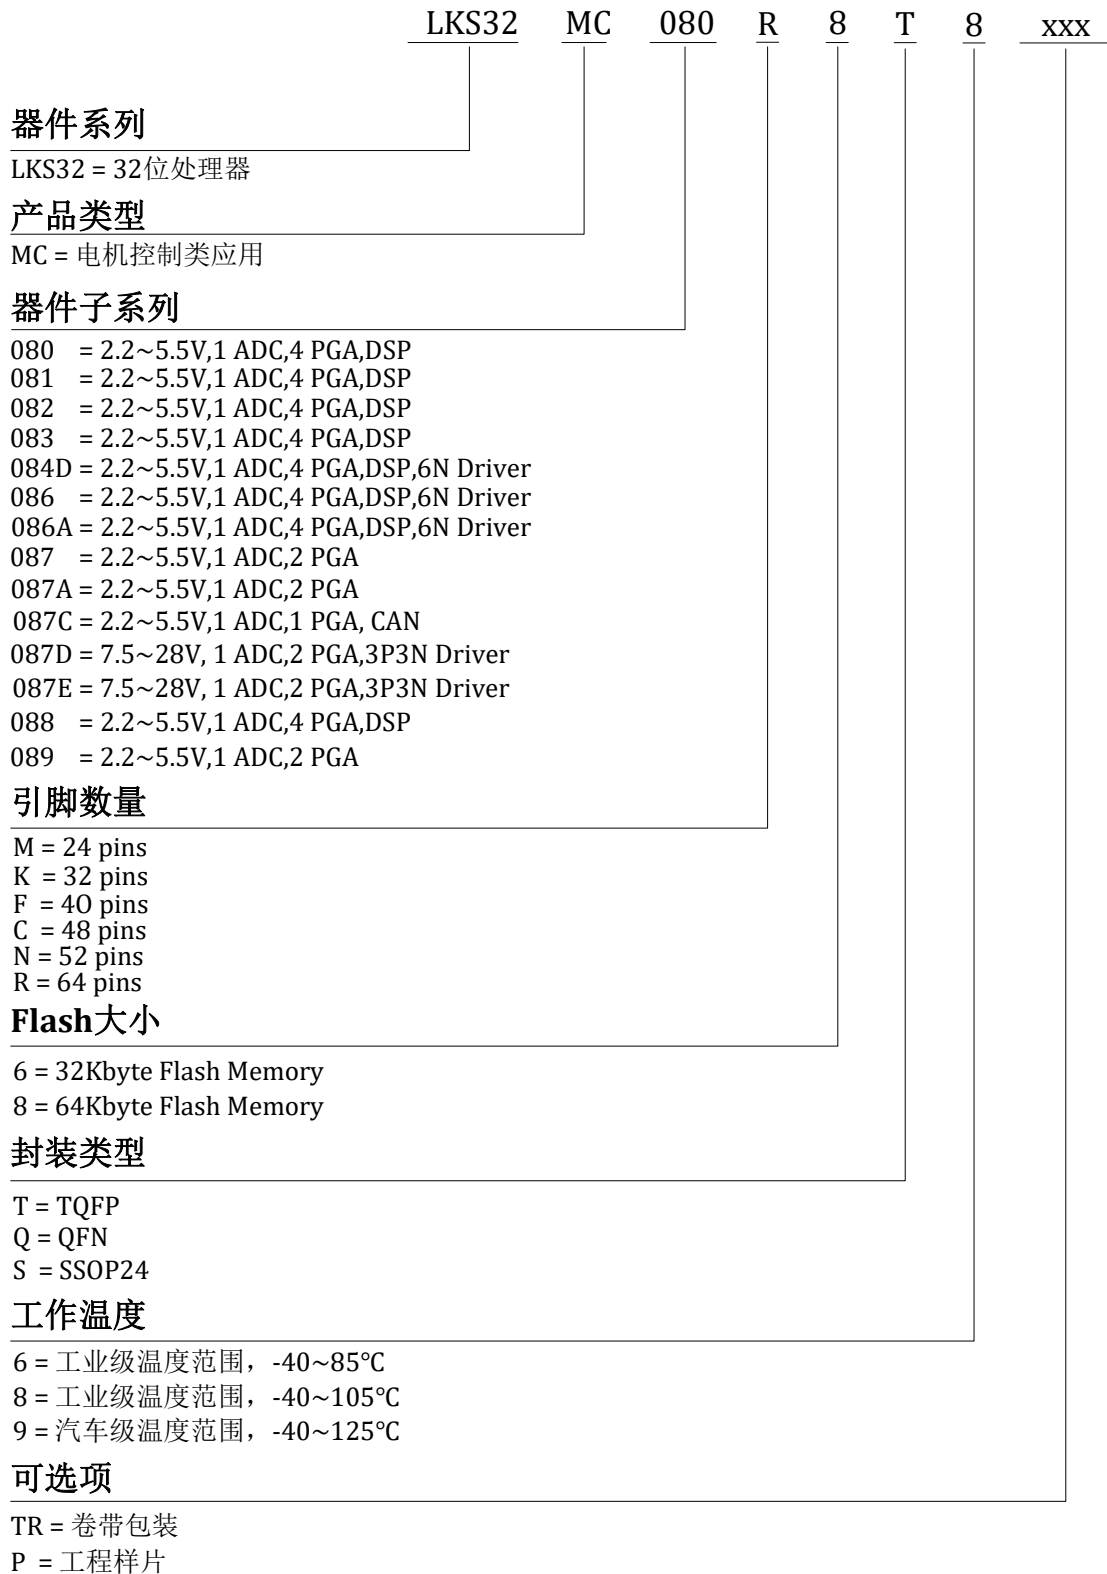 LKS32 MC 080 R 8 T 8 xxx
器件系列
LKS32 = 32位处理器
产品类型
MC = 电机控制类应用
器件子系列
080 = 2.2~5.5V,1 ADC,4 PGA,DSP
081 = 2.2~5.5V,1 ADC,4 PGA,DSP
082 = 2.2~5.5V,1 ADC,4 PGA,DSP
083 = 2.2~5.5V,1 ADC,4 PGA,DSP
084D = 2.2~5.5V,1 ADC,4 PGA,DSP,6N Driver
086 = 2.2~5.5V,1 ADC,4 PGA,DSP,6N Driver
086A = 2.2~5.5V,1 ADC,4 PGA,DSP,6N Driver
087 = 2.2~5.5V,1 ADC,2 PGA
087A = 2.2~5.5V,1 ADC,2 PGA
087C = 2.2~5.5V,1 ADC,1 PGA, CAN
087D = 7.5~28V, 1 ADC,2 PGA,3P3N Driver
087E = 7.5~28V, 1 ADC,2 PGA,3P3N Driver
088 = 2.2~5.5V,1 ADC,4 PGA,DSP
089 = 2.2~5.5V,1 ADC,2 PGA
引脚数量
M = 24 pins
K = 32 pins
F = 4O pins
C = 48 pins
N = 52 pins
R = 64 pins
Flash大小
6 = 32Kbyte Flash Memory
8 = 64Kbyte Flash Memory
封装类型
T = TQFP
Q = QFN
S = SSOP24
工作温度
6 = 工业级温度范围，-40~85℃
8 = 工业级温度范围，-40~105℃
9 = 汽车级温度范围，-40~125℃
可选项
TR = 卷带包装
P = 工程样片